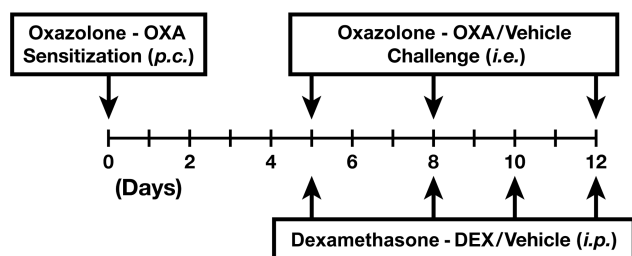 Oxazolone - OXA
Sensitization (p.c.)
Oxazolone - OXA/Vehicle
Challenge (i.e.)
0 2 4 6 8 10 12
(Days)
Dexamethasone - DEX/Vehicle (i.p.)